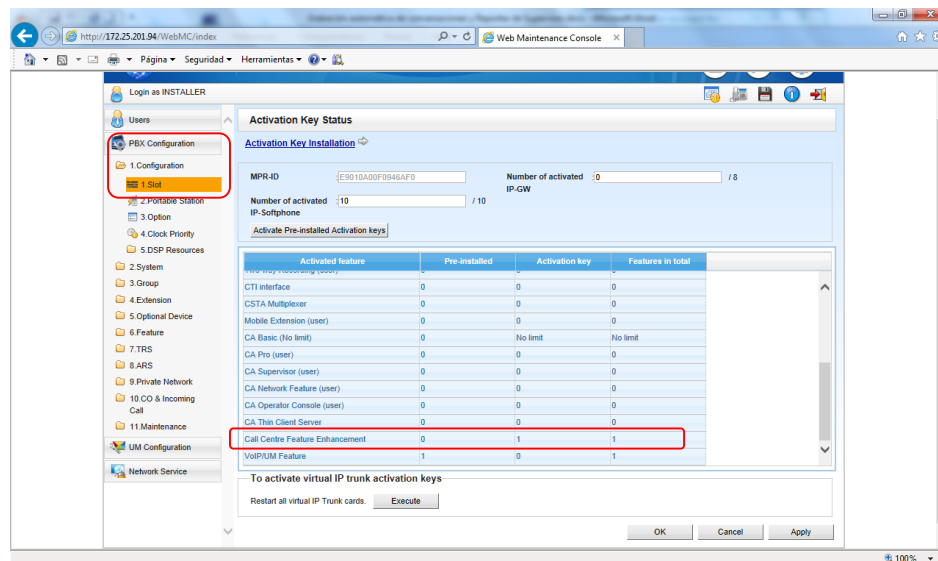 http://172.25.201.94/WebMC/index
Web Maintenance Console
Página Seguridad Herramientas
Login as INSTALLER
Users
PBX Configuration
1.Configuration
1.Slot
2.Portable Station
3.Option
4.Clock Priority
5.DSP Resources
2.System
3.Group
4.Extension
5.Optional Device
6.Feature
7.TRS
8.ARS
9.Private Network
10.CO & Incoming
Call
11.Maintenance
UM Configuration
Network Service
Activation Key Status
Activation Key Installation
MPR-ID :E9010A00F0946AF0 Number of activated IP-GW :0 / 8
Number of activated IP-Softphone :10 / 10
Activate Pre-installed Activation keys
Activated feature Pre-installed Activation key Features in total
CTI interface 0 0 0
CSTA Multiplexer 0 0 0
Mobile Extension (user) 0 0 0
CA Basic (No limit) 0 No limit No limit
CA Pro (user) 0 0 0
CA Supervisor (user) 0 0 0
CA Network Feature (user) 0 0 0
CA Operator Console (user) 0 0 0
CA Thin Client Server 0 0 0
Call Centre Feature Enhancement 0 1 1
VoIP/UM Feature 1 0 1
To activate virtual IP trunk activation keys
Restart all virtual IP Trunk cards. Execute
OK Cancel Apply
100%